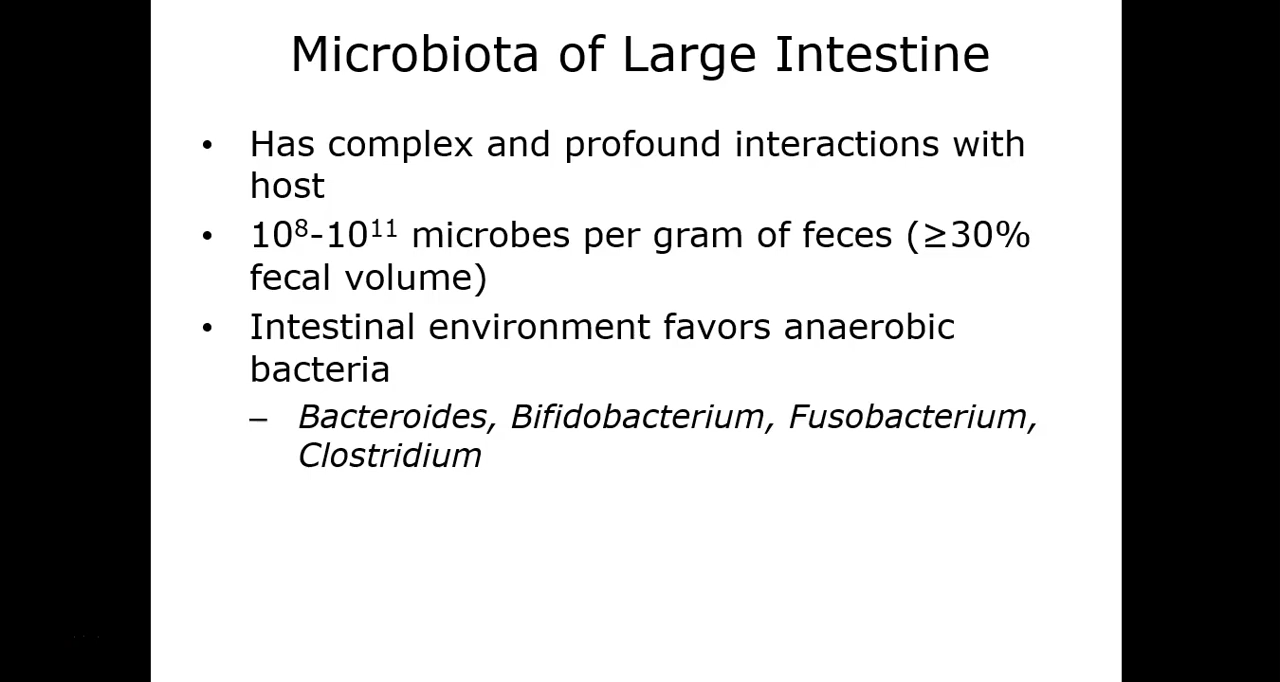 Microbiota of Large Intestine
• Has complex and profound interactions with
host
• 10⁸-10¹¹ microbes per gram of feces (≥30%
fecal volume)
• Intestinal environment favors anaerobic
bacteria
– Bacteroides, Bifidobacterium, Fusobacterium,
Clostridium